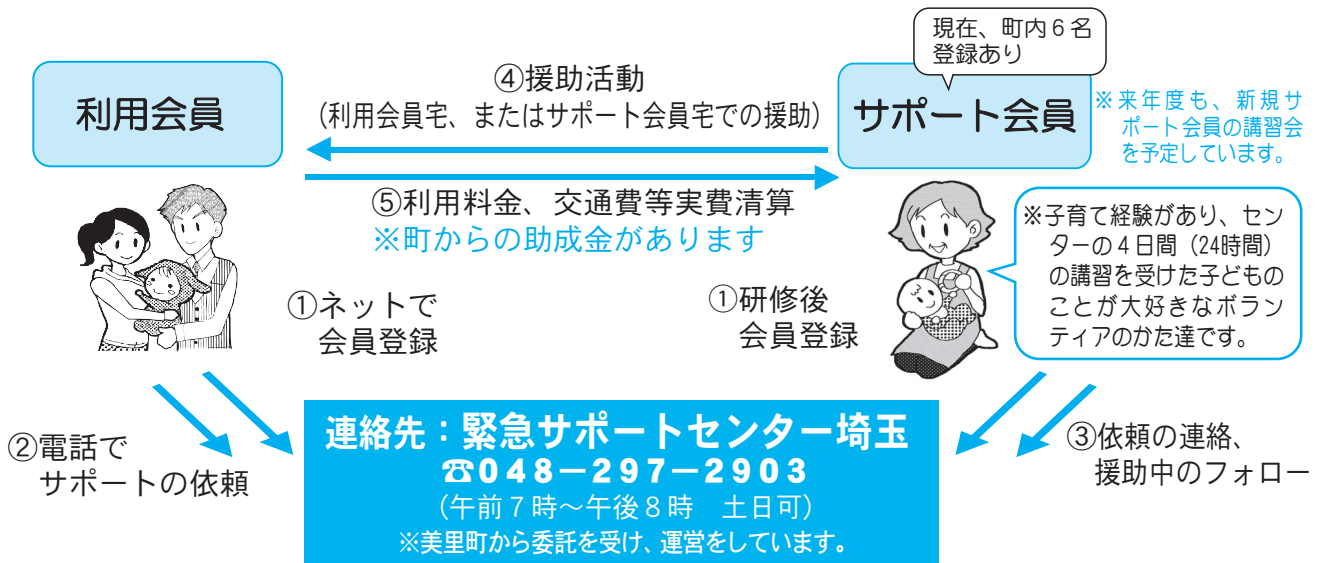 現在、町内6名
登録あり
利用会員
④援助活動
(利用会員宅、またはサポート会員宅での援助)
サポート会員
※来年度も、新規サ
ポート会員の講習会
を予定しています。
⑤利用料金、交通費等実費清算
※町からの助成金があります
※子育て経験があり、セン
ターの4日間（24時間）
の講習を受けた子どもの
ことが大好きなボラン
ティアのかた達です。
①ネットで
会員登録
①研修後
会員登録
②電話で
サポートの依頼
連絡先：緊急サポートセンター埼玉
☎048－297－2903
（午前7時～午後8時　土日可）
※美里町から委託を受け、運営をしています。
③依頼の連絡、
援助中のフォロー